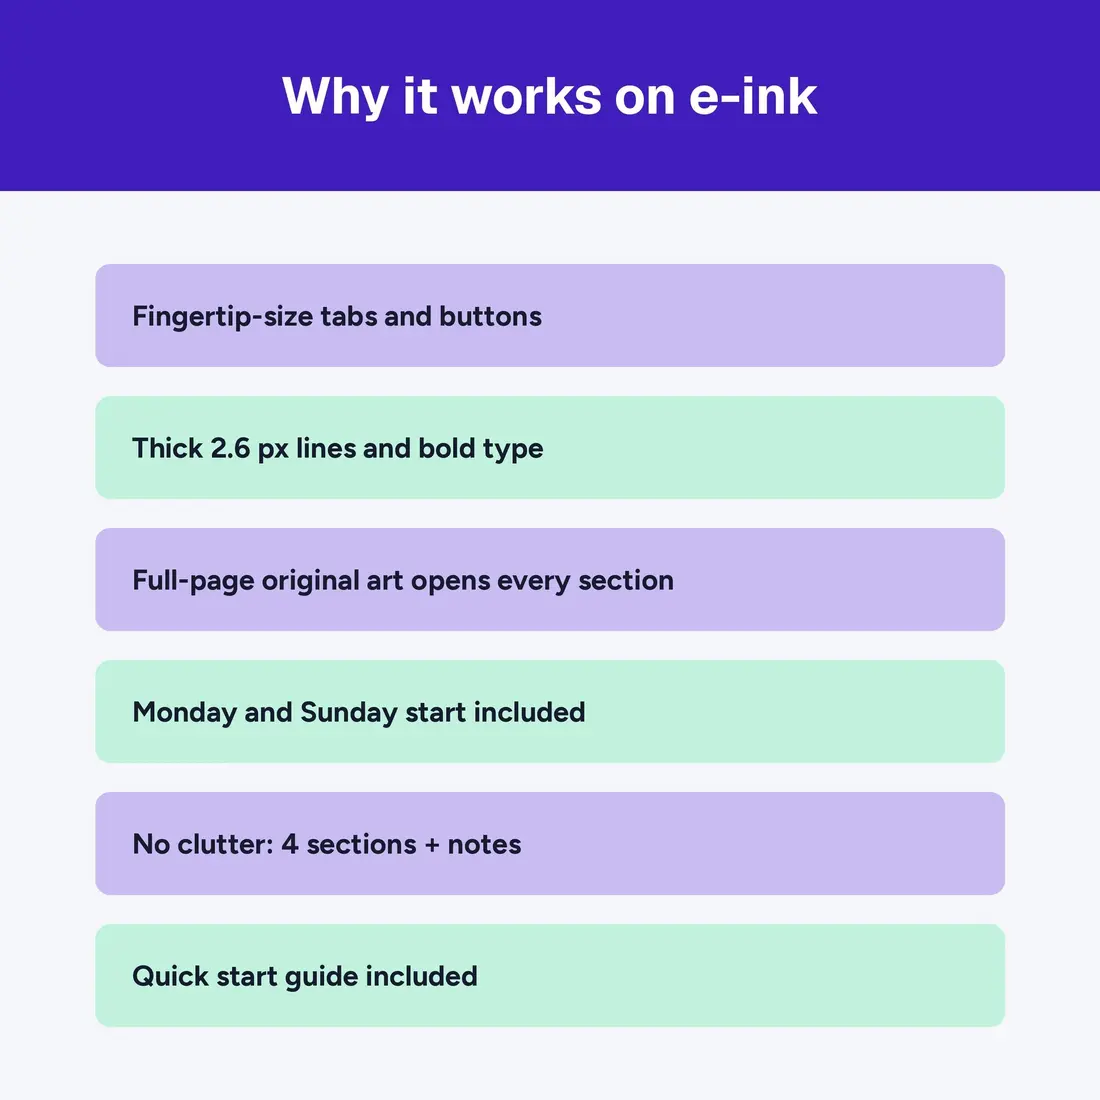 Why it works on e-ink
Fingertip-size tabs and buttons
Thick 2.6 px lines and bold type
Full-page original art opens every section
Monday and Sunday start included
No clutter: 4 sections + notes
Quick start guide included